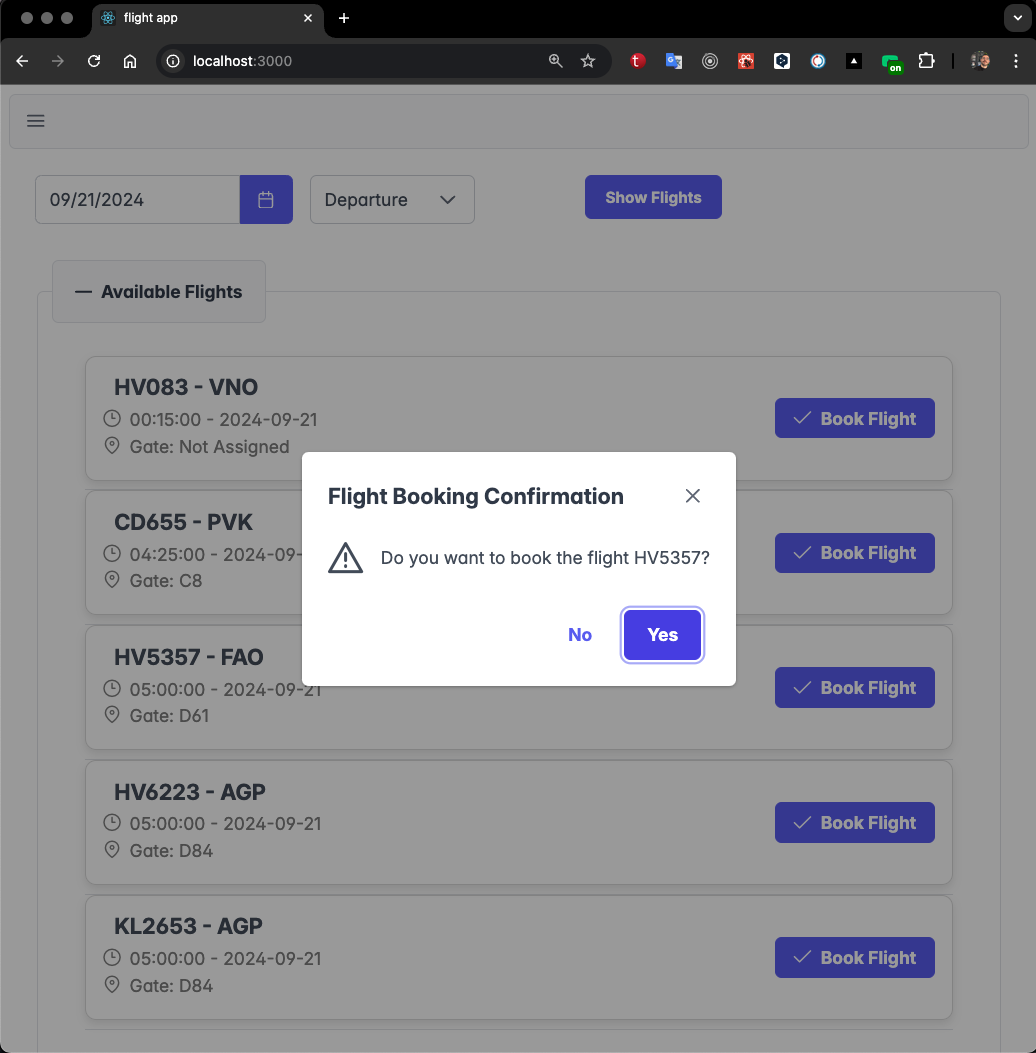 flight app
localhost:3000
on
09/21/2024
Departure
Show Flights
Available Flights
HV083 - VNO
00:15:00 - 2024-09-21
Gate: Not Assigned
Book Flight
CD655 - PVK
04:25:00 - 2024-09-
Gate: C8
Book Flight
Flight Booking Confirmation
Do you want to book the flight HV5357?
No
Yes
HV5357 - FAO
05:00:00 - 2024-09-21
Gate: D61
Book Flight
HV6223 - AGP
05:00:00 - 2024-09-21
Gate: D84
Book Flight
KL2653 - AGP
05:00:00 - 2024-09-21
Gate: D84
Book Flight